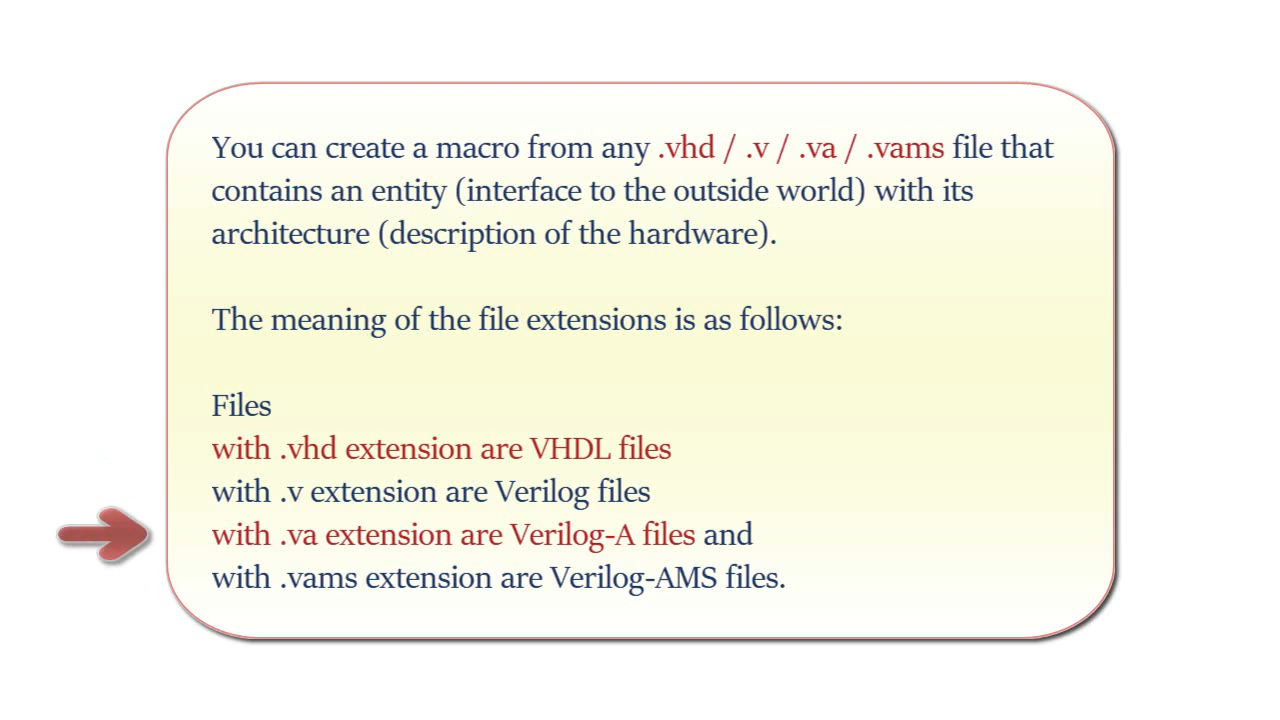 You can create a macro from any .vhd / .v / .va / .vams file that
contains an entity (interface to the outside world) with its
architecture (description of the hardware).
The meaning of the file extensions is as follows:
Files
with .vhd extension are VHDL files
with .v extension are Verilog files
with .va extension are Verilog-A files and
with .vams extension are Verilog-AMS files.